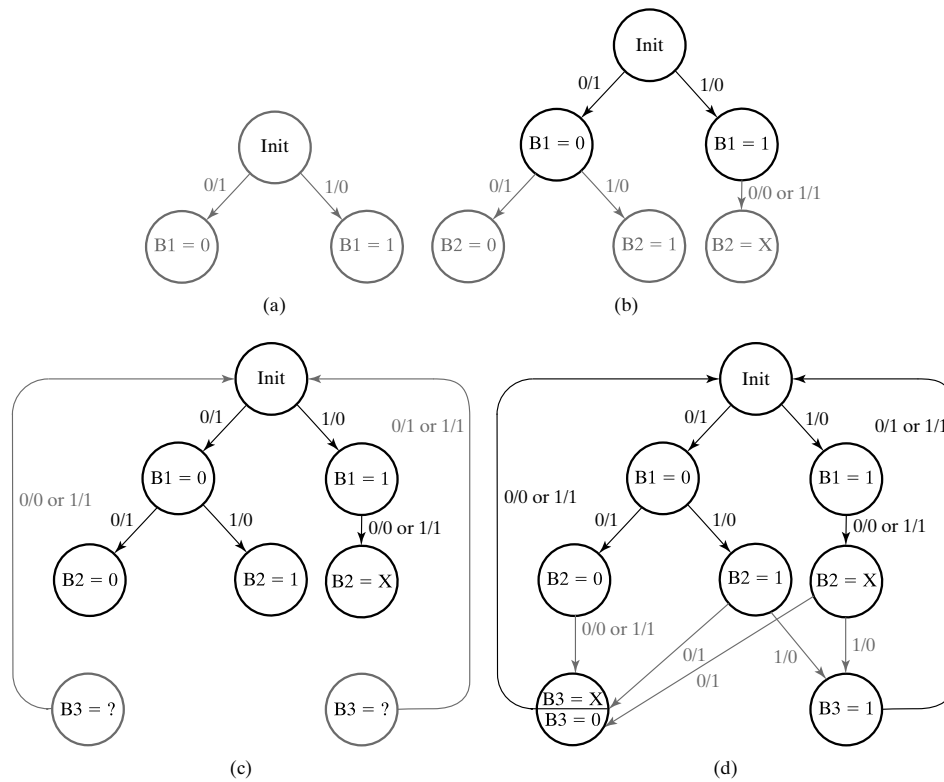 Init
0/1
1/0
B1 = 0
B1 = 1
(a)
Init
0/1
1/0
B1 = 0
B1 = 1
0/1
1/0
0/0 or 1/1
B2 = 0
B2 = 1
B2 = X
(b)
Init
0/1
1/0
0/1 or 1/1
B1 = 0
B1 = 1
0/0 or 1/1
0/1
1/0
0/0 or 1/1
B2 = 0
B2 = 1
B2 = X
B3 = ?
B3 = ?
(c)
Init
0/1
1/0
0/1 or 1/1
B1 = 0
B1 = 1
0/0 or 1/1
0/1
1/0
0/0 or 1/1
B2 = 0
B2 = 1
B2 = X
0/0 or 1/1
0/1
1/0
1/0
0/1
B3 = X
B3 = 0
B3 = 1
(d)